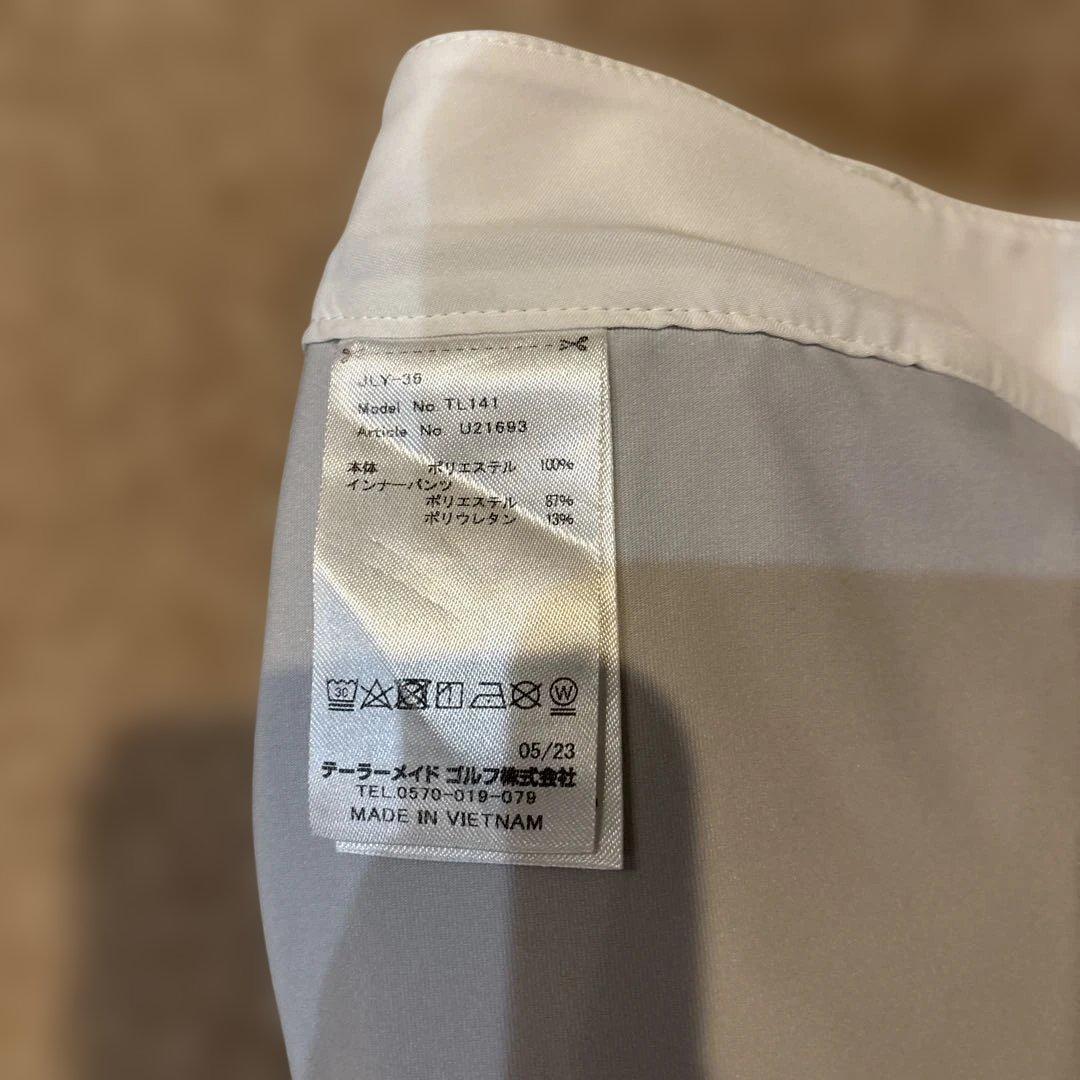 JLY-36
Model No. TL141
Article No U21693
本体 ポリエステル 100%
インナーパンツ
ポリエステル 87%
ポリウレタン 13%
30 W
05/23
テーラーメイド ゴルフ株式会社
TEL.0570-019-079
MADE IN VIETNAM